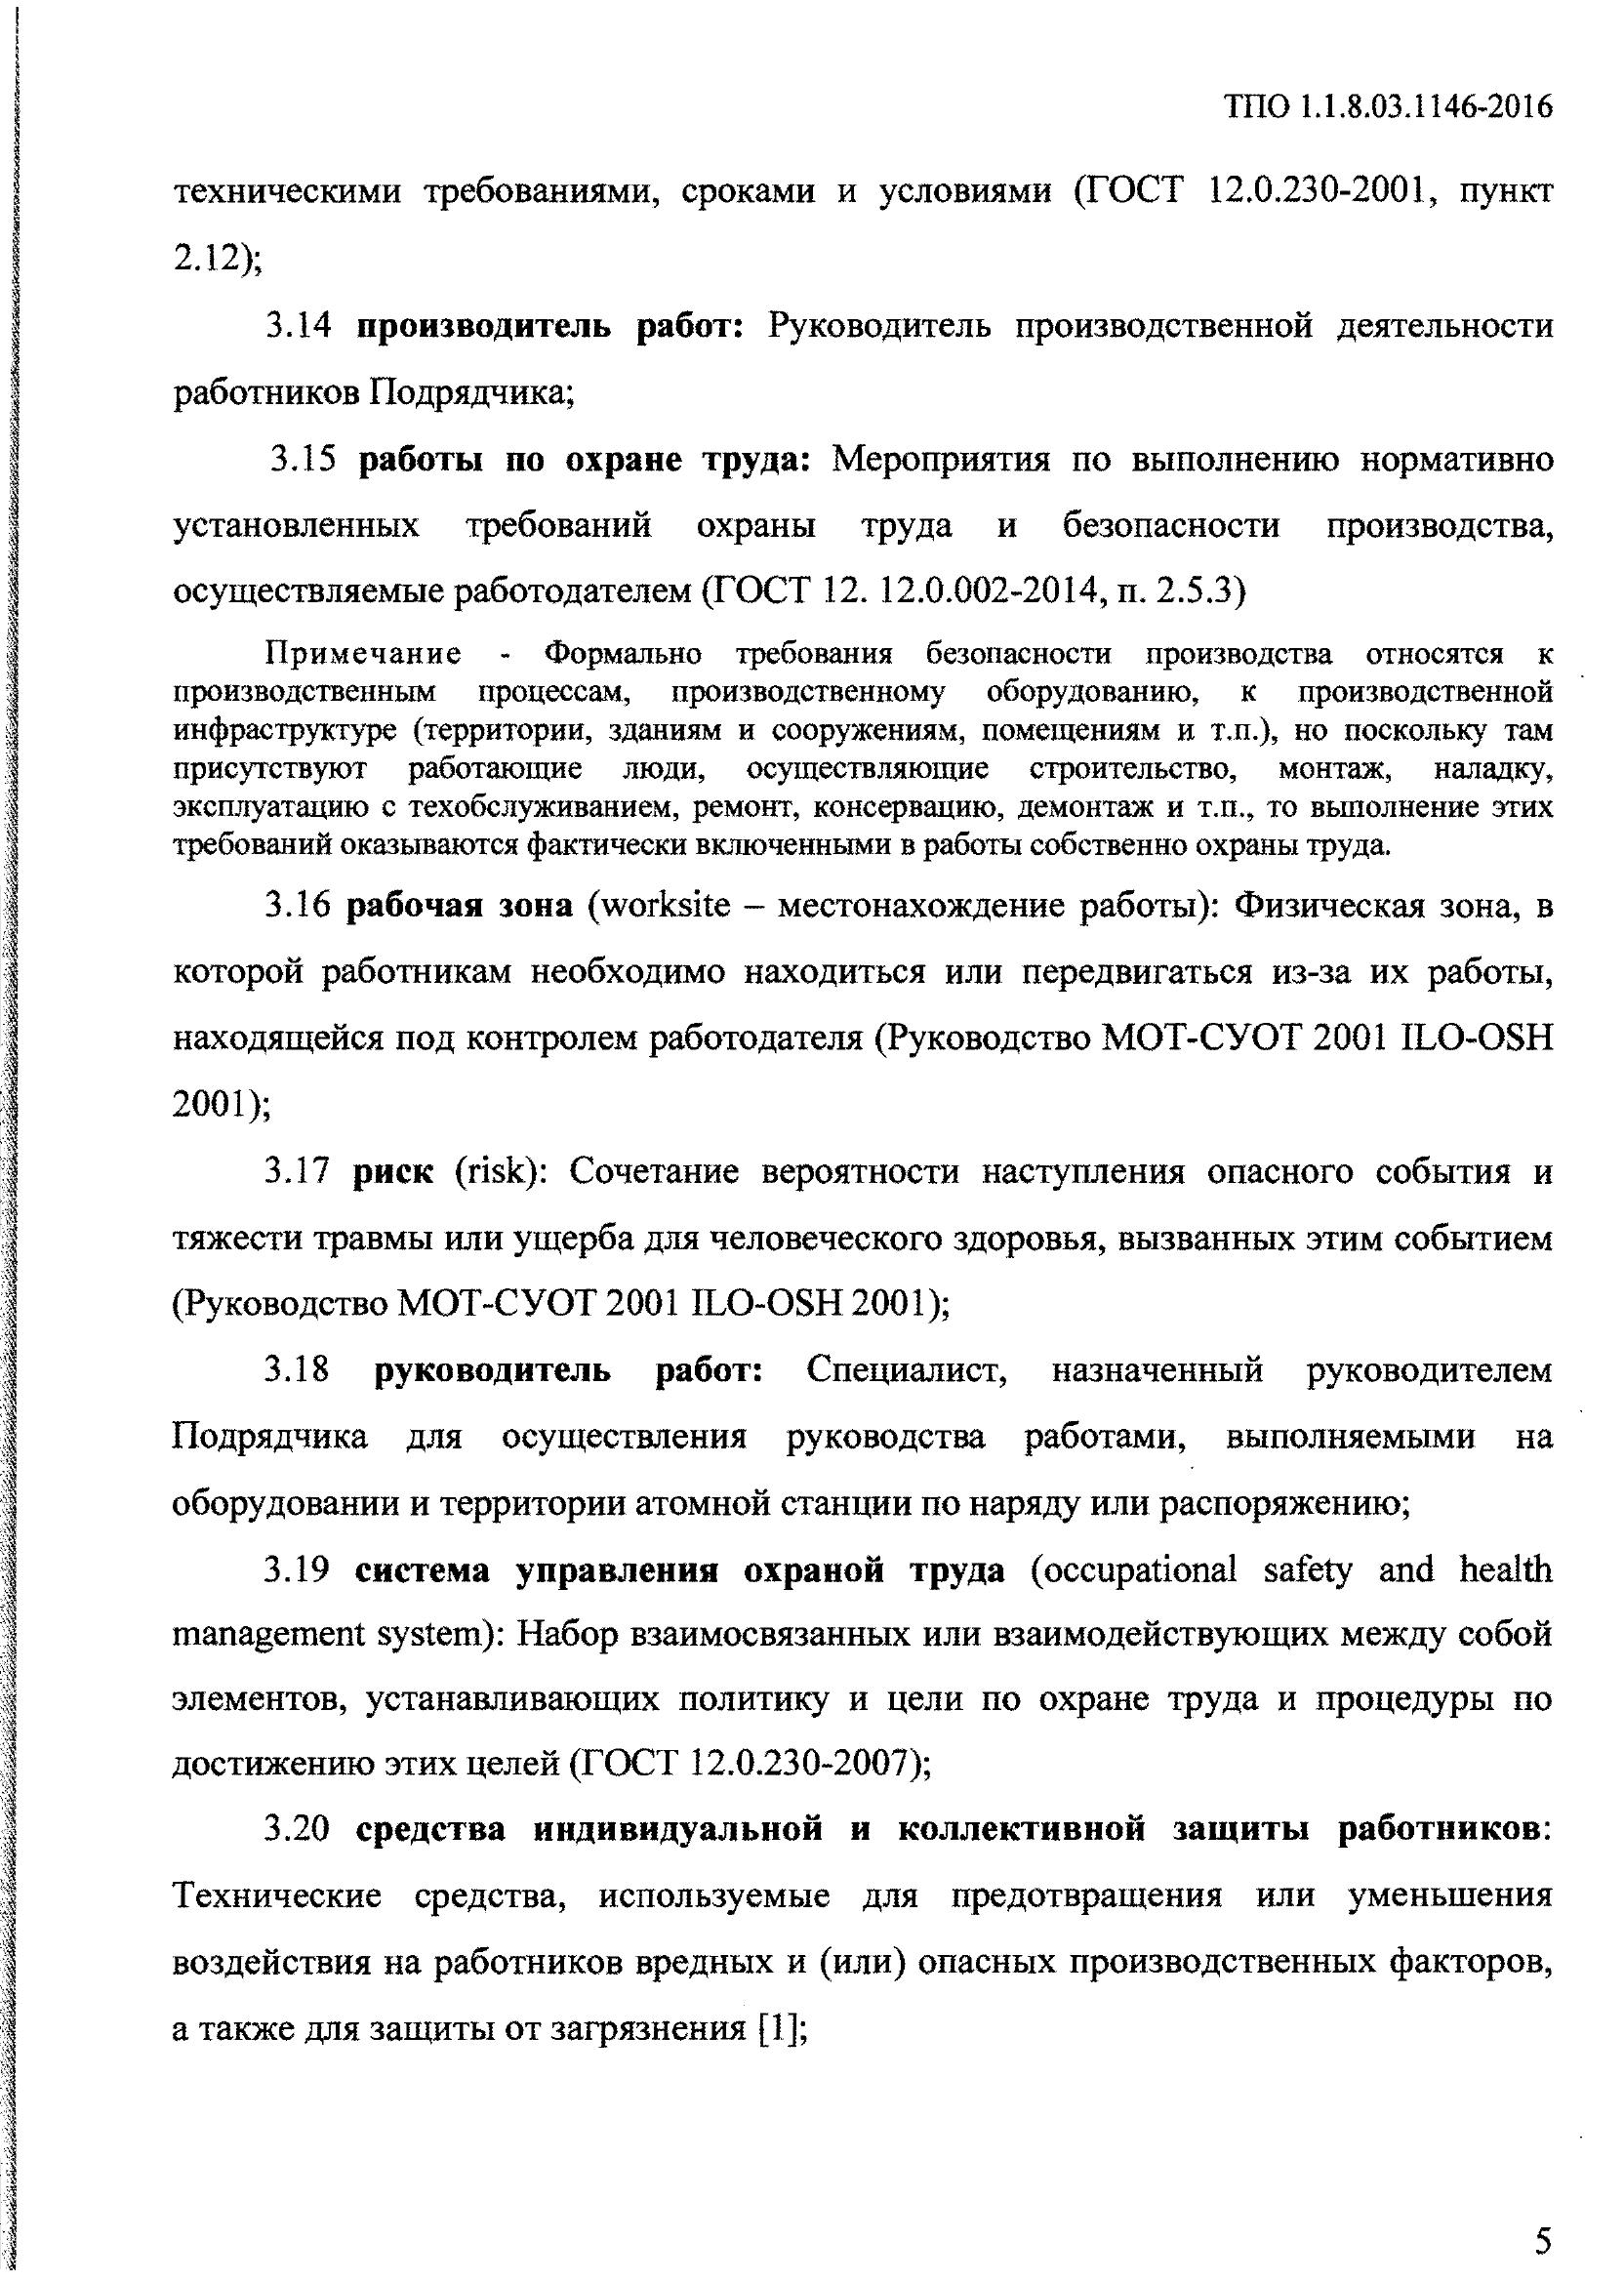 ТПО 1.1.8.03.1146-2016
техническими требованиями, сроками и условиями (ГОСТ 12.0.230-2001, пункт
2.12);
3.14 производитель работ: Руководитель производственной деятельности
работников Подрядчика;
3.15 работы по охране труда: Мероприятия по выполнению нормативно
установленных требований охраны труда и безопасности производства,
осуществляемые работодателем (ГОСТ 12. 12.0.002-2014, п. 2.5.3)
Примечание - Формально требования безопасности производства относятся к
производственным процессам, производственному оборудованию, к производственной
инфраструктуре (территории, зданиям и сооружениям, помещениям и т.п.), но поскольку там
присутствуют работающие люди, осуществляющие строительство, монтаж, наладку,
эксплуатацию с техобслуживанием, ремонт, консервацию, демонтаж и т.п., то выполнение этих
требований оказываются фактически включенными в работы собственно охраны труда.
3.16 рабочая зона (worksite – местонахождение работы): Физическая зона, в
которой работникам необходимо находиться или передвигаться из-за их работы,
находящейся под контролем работодателя (Руководство МОТ-СУОТ 2001 ILO-OSH
2001);
3.17 риск (risk): Сочетание вероятности наступления опасного события и
тяжести травмы или ущерба для человеческого здоровья, вызванных этим событием
(Руководство МОТ-СУОТ 2001 ILO-OSH 2001);
3.18 руководитель работ: Специалист, назначенный руководителем
Подрядчика для осуществления руководства работами, выполняемыми на
оборудовании и территории атомной станции по наряду или распоряжению;
3.19 система управления охраной труда (occupational safety and health
management system): Набор взаимосвязанных или взаимодействующих между собой
элементов, устанавливающих политику и цели по охране труда и процедуры по
достижению этих целей (ГОСТ 12.0.230-2007);
3.20 средства индивидуальной и коллективной защиты работников:
Технические средства, используемые для предотвращения или уменьшения
воздействия на работников вредных и (или) опасных производственных факторов,
а также для защиты от загрязнения [1];
5